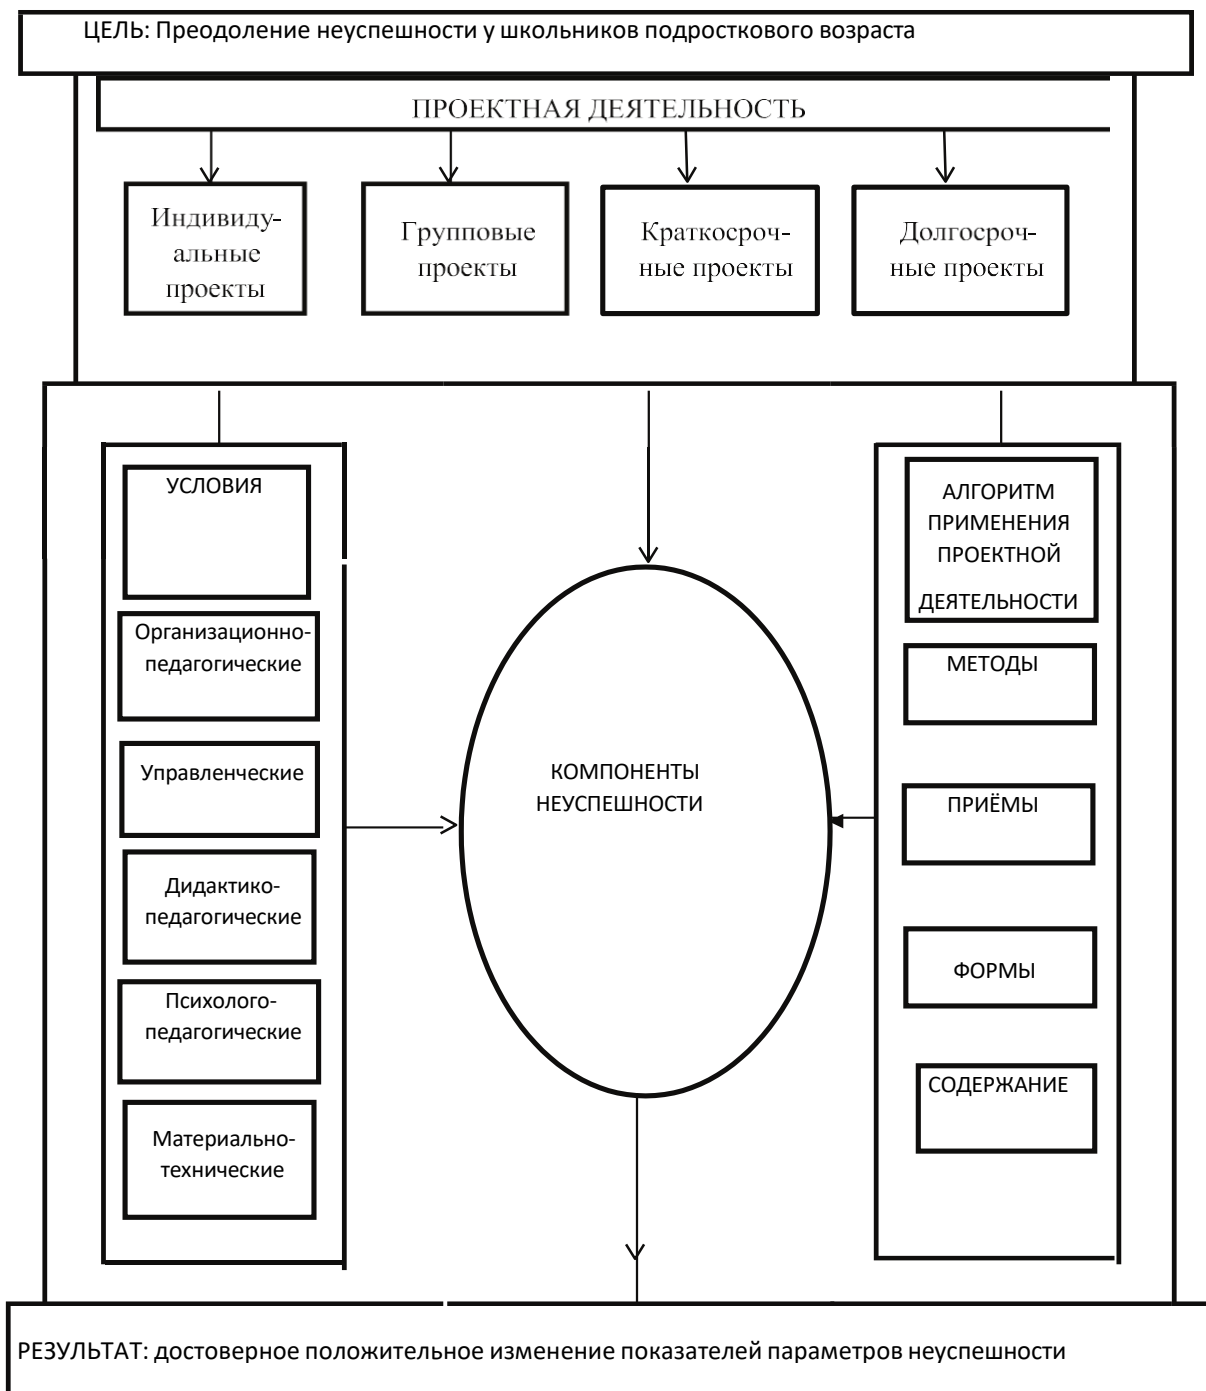 ЦЕЛЬ: Преодоление неуспешности у школьников подросткового возраста
ПРОЕКТНАЯ ДЕЯТЕЛЬНОСТЬ
Индивиду-
альные
проекты
Групповые
проекты
Краткосроч-
ные проекты
Долгосроч-
ные проекты
УСЛОВИЯ
Организационно-
педагогические
Управленческие
Дидактико-
педагогические
Психолого-
педагогические
Материально-
технические
КОМПОНЕНТЫ
НЕУСПЕШНОСТИ
АЛГОРИТМ
ПРИМЕНЕНИЯ
ПРОЕКТНОЙ
ДЕЯТЕЛЬНОСТИ
МЕТОДЫ
ПРИЁМЫ
ФОРМЫ
СОДЕРЖАНИЕ
РЕЗУЛЬТАТ: достоверное положительное изменение показателей параметров неуспешности